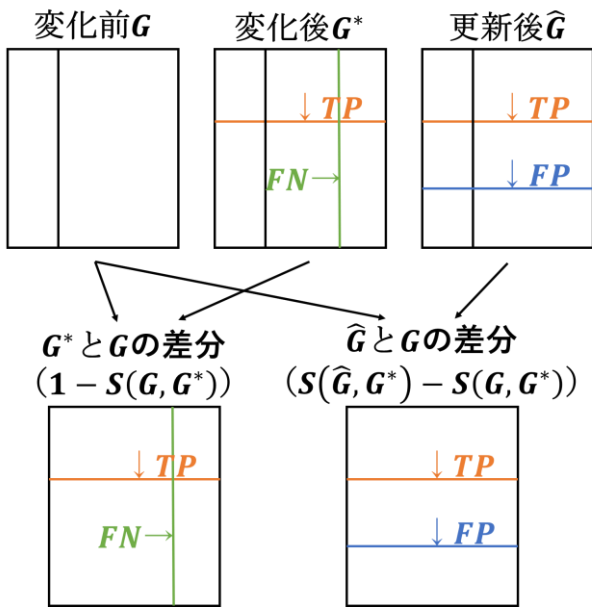 変化前G 変化後G* 更新後Ĝ
↓ TP ↓ TP
FN→ ↓ FP
G*とGの差分 ĜとGの差分
（1 − S(G, G*)） （S(Ĝ, G*) − S(G, G*)）
↓ TP ↓ TP
FN→ ↓ FP